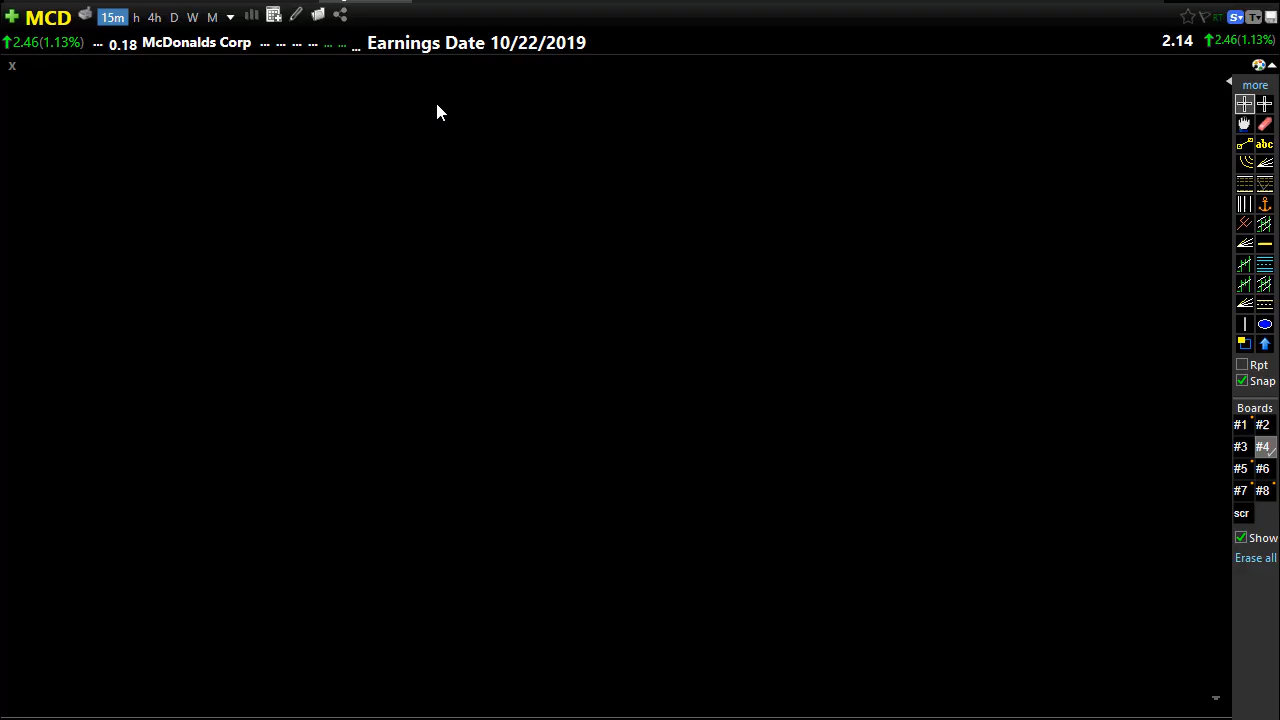 MCD 15m h 4h D W M RT S T
2.46(1.13%) ... 0.18 McDonalds Corp ... ... ... ... ... ... ... Earnings Date 10/22/2019 2.14 2.46(1.13%)
x
more
abc
Rpt
Snap
Boards
#1 #2
#3 #4
#5 #6
#7 #8
scr
Show
Erase all